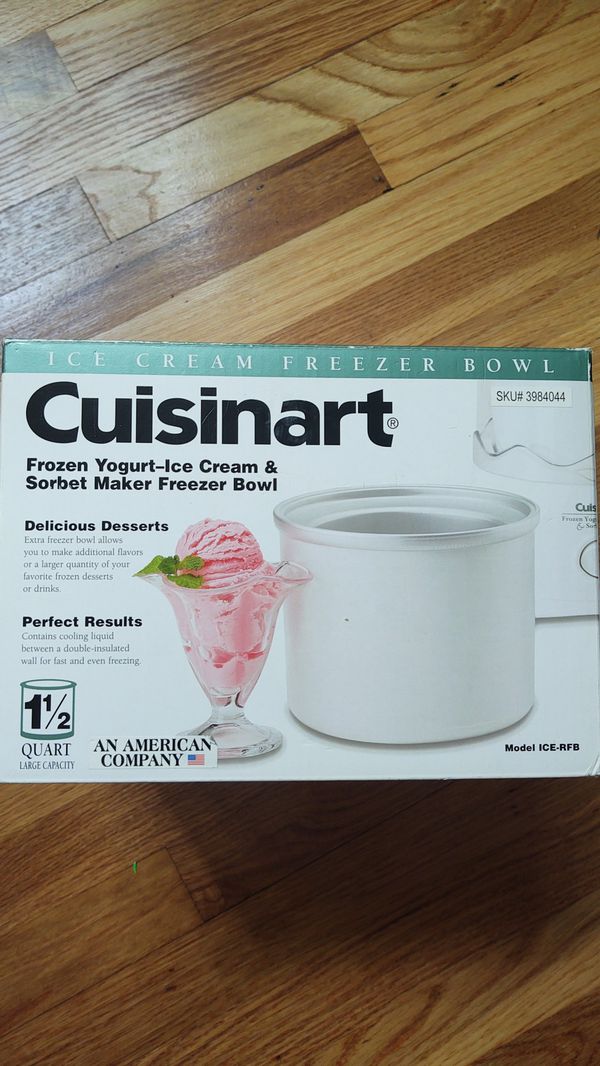 ICE CREAM FREEZER BOWL
Cuisinart®
SKU# 3984044
Frozen Yogurt–Ice Cream &
Sorbet Maker Freezer Bowl
Delicious Desserts
Extra freezer bowl allows
you to make additional flavors
or a larger quantity of your
favorite frozen desserts
or drinks.
Perfect Results
Contains cooling liquid
between a double-insulated
wall for fast and even freezing.
1½
QUART
LARGE CAPACITY
AN AMERICAN
COMPANY
Cuis
Frozen Yog
Model ICE-RFB